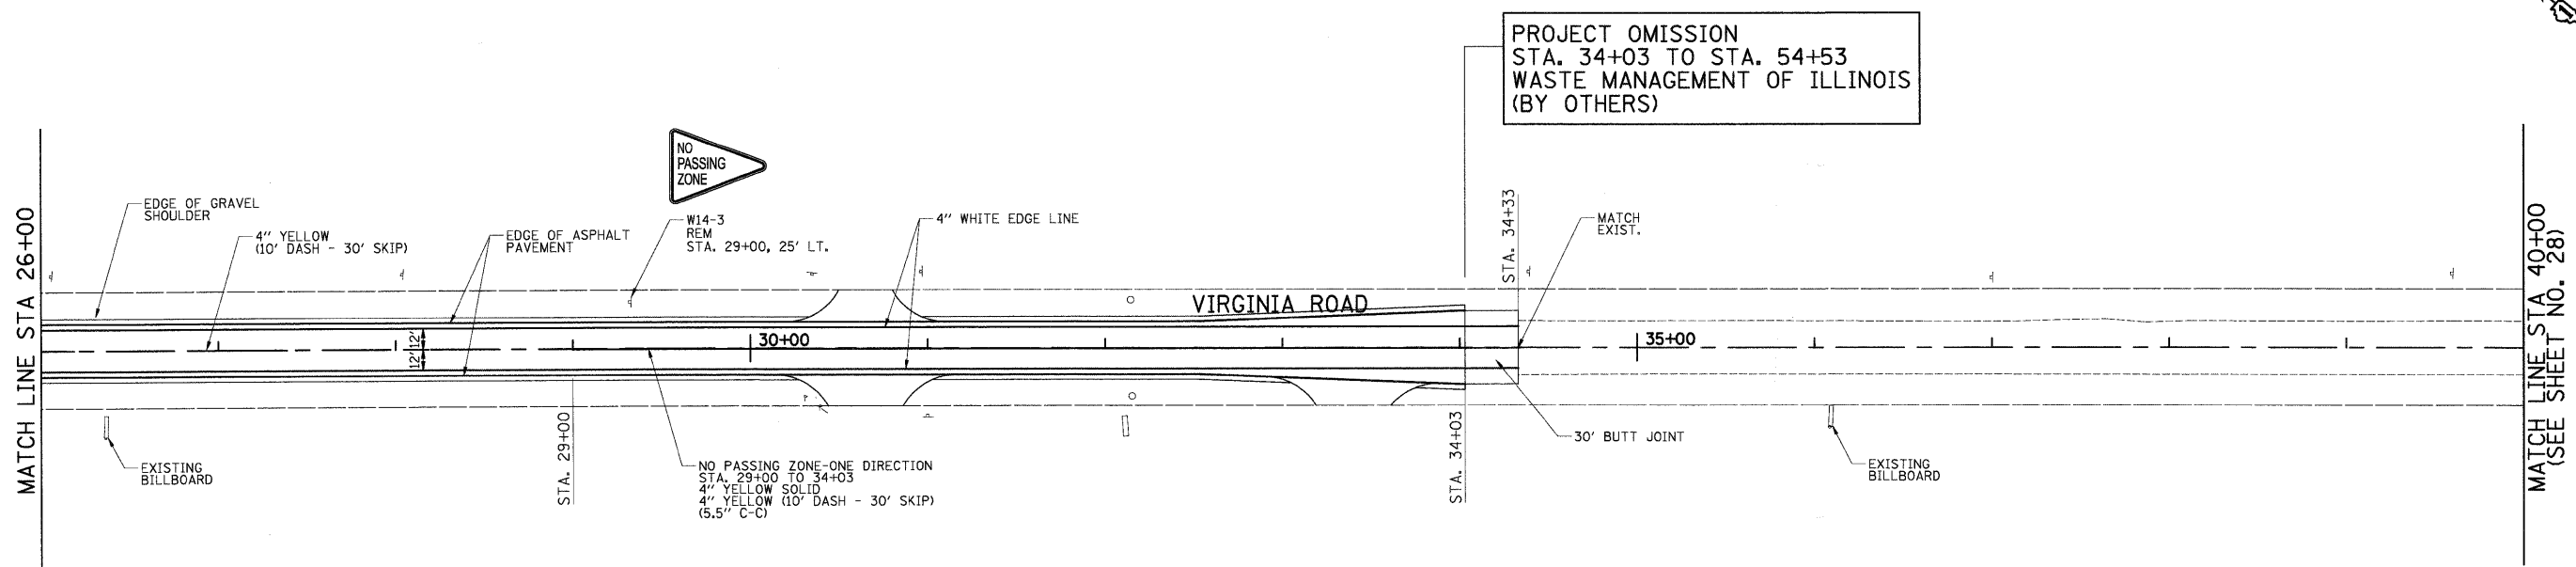 PROJECT OMISSION
STA. 34+03 TO STA. 54+53
WASTE MANAGEMENT OF ILLINOIS
(BY OTHERS)
NO
PASSING
ZONE
EDGE OF GRAVEL
SHOULDER
4" YELLOW
(10' DASH - 30' SKIP)
EDGE OF ASPHALT
PAVEMENT
W14-3
REM
STA. 29+00, 25' LT.
4" WHITE EDGE LINE
STA. 34+33
MATCH
EXIST.
MATCH LINE STA 26+00
VIRGINIA ROAD
12'
12'
30+00
35+00
MATCH LINE STA 40+00
(SEE SHEET NO. 28)
STA. 29+00
STA. 34+03
30' BUTT JOINT
EXISTING
BILLBOARD
NO PASSING ZONE-ONE DIRECTION
STA. 29+00 TO 34+03
4" YELLOW SOLID
4" YELLOW (10' DASH - 30' SKIP)
(5.5" C-C)
EXISTING
BILLBOARD